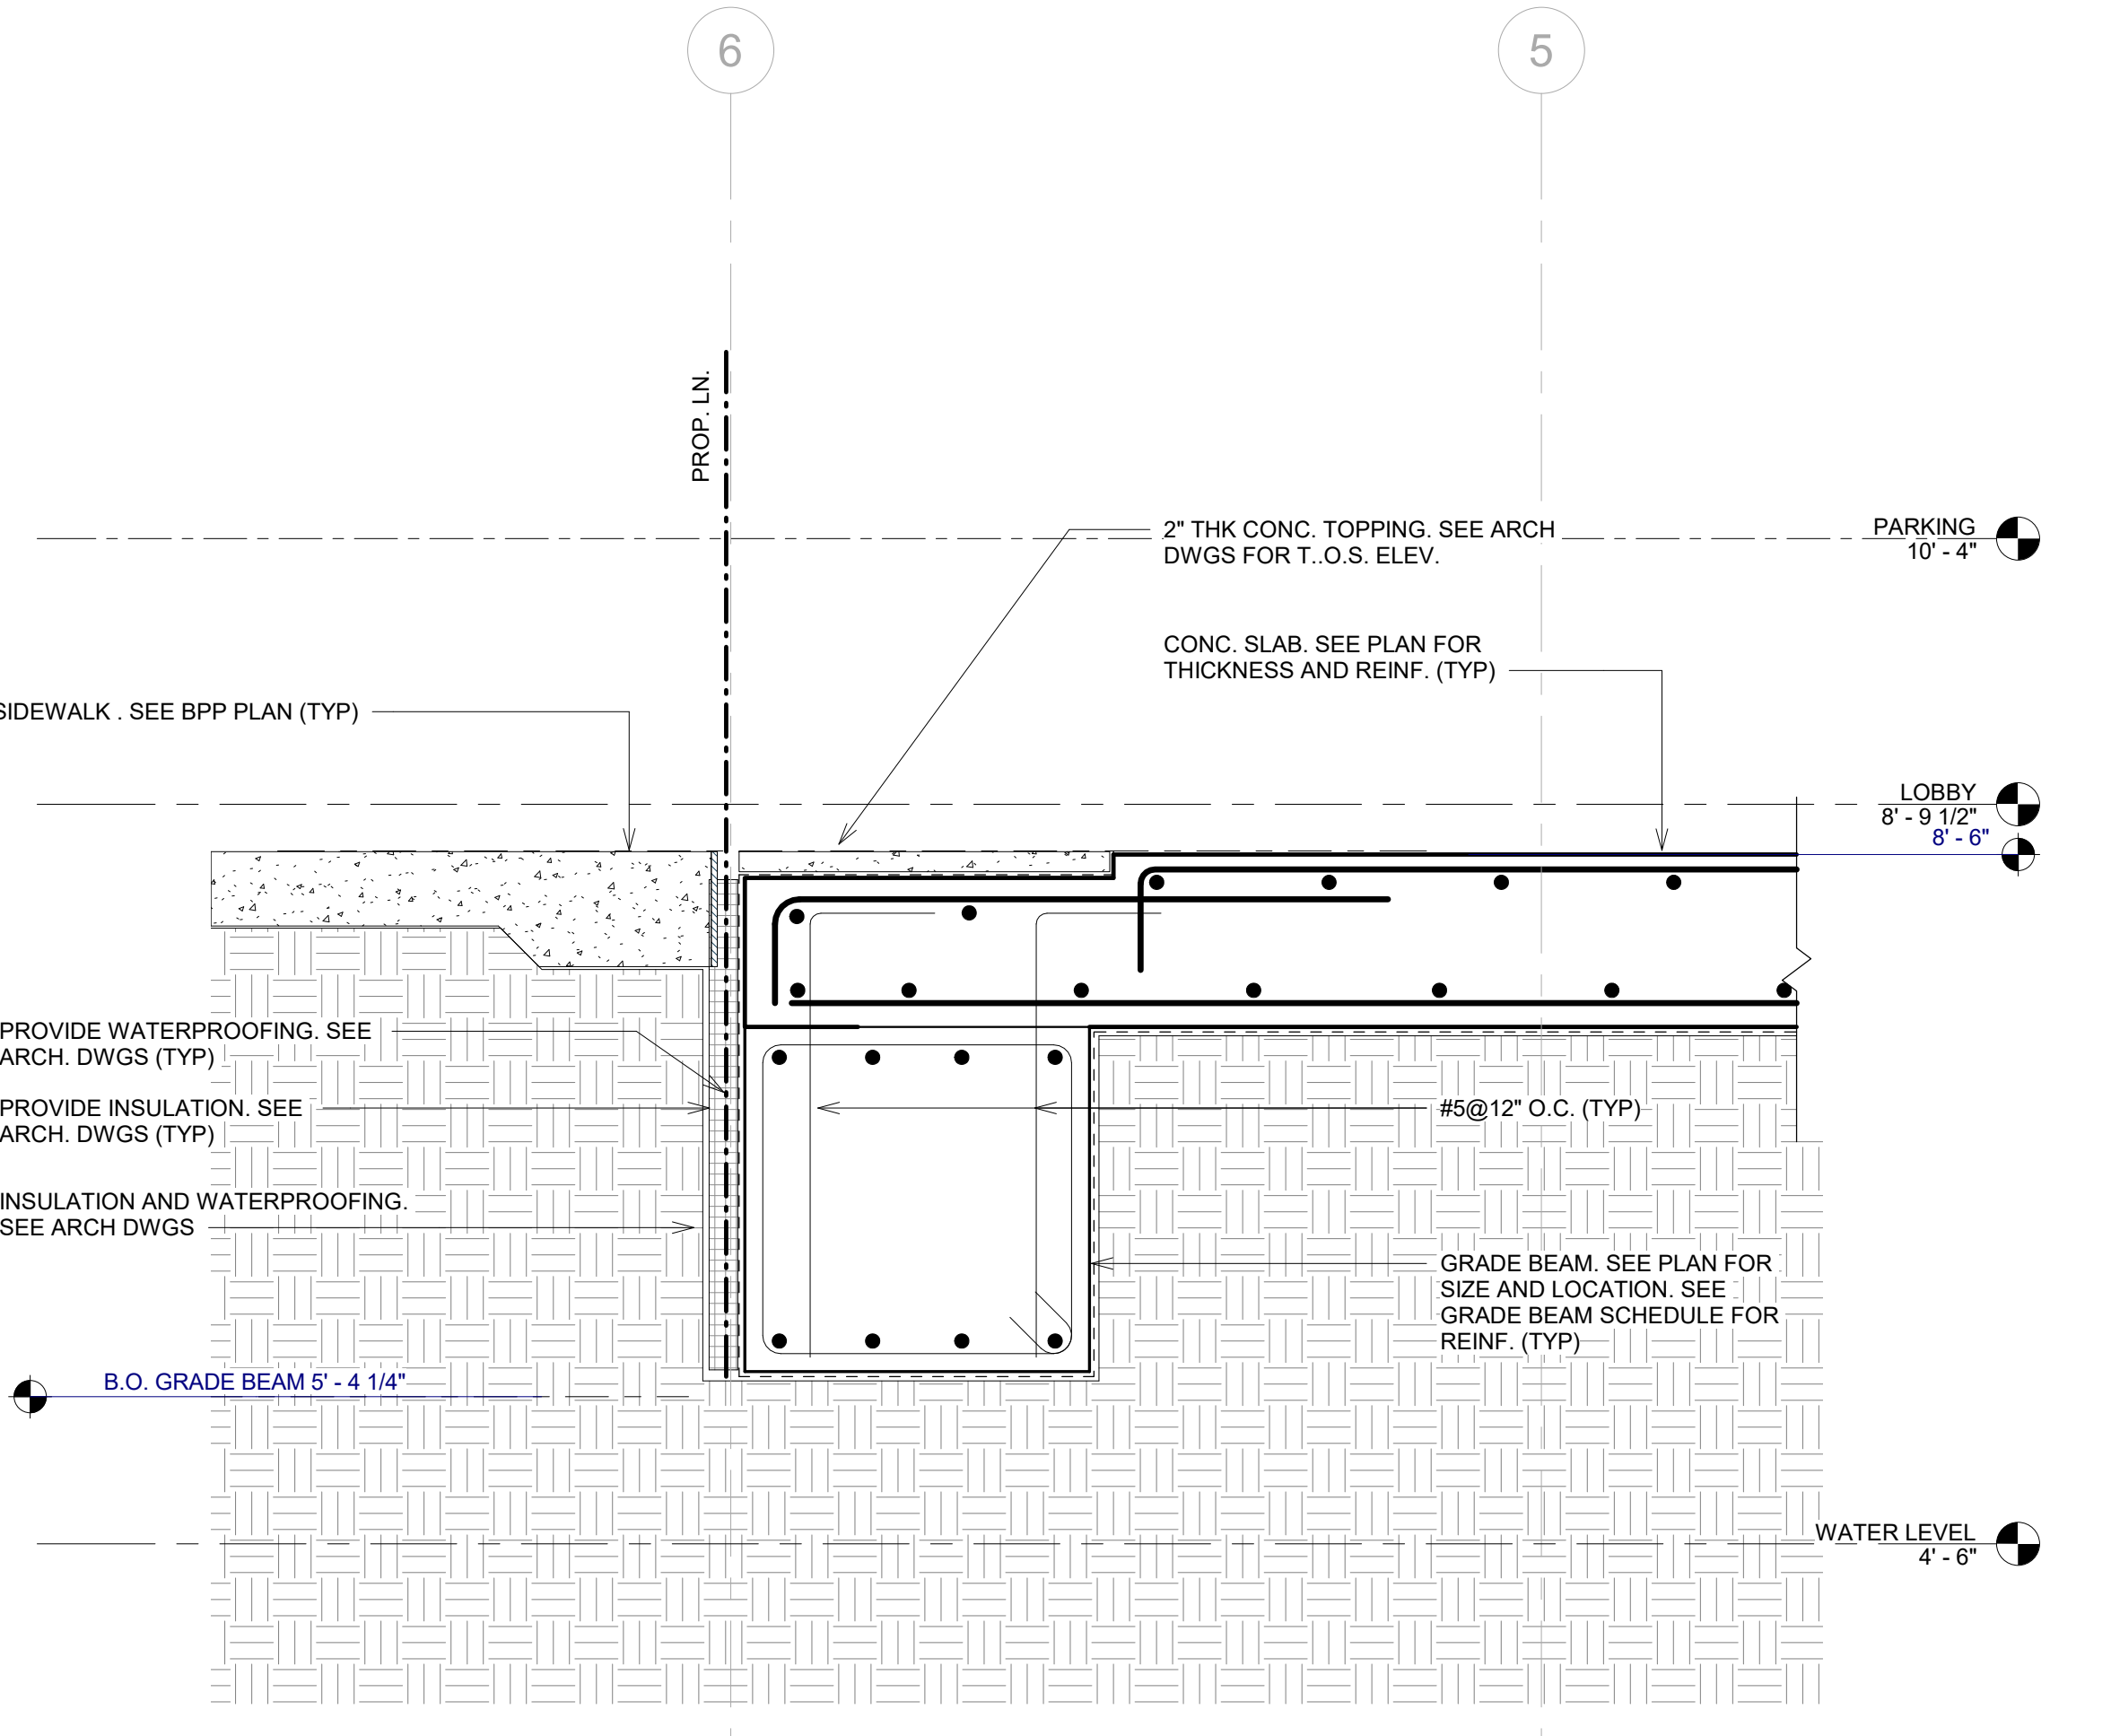 6
5
PROP. LN.
2" THK CONC. TOPPING. SEE ARCH
DWGS FOR T..O.S. ELEV.
PARKING
10' - 4"
CONC. SLAB. SEE PLAN FOR
THICKNESS AND REINF. (TYP)
SIDEWALK . SEE BPP PLAN (TYP)
LOBBY
8' - 9 1/2"
8' - 6"
PROVIDE WATERPROOFING. SEE
ARCH. DWGS (TYP)
PROVIDE INSULATION. SEE
ARCH. DWGS (TYP)
#5@12" O.C. (TYP)
INSULATION AND WATERPROOFING.
SEE ARCH DWGS
GRADE BEAM. SEE PLAN FOR
SIZE AND LOCATION. SEE
GRADE BEAM SCHEDULE FOR
REINF. (TYP)
B.O. GRADE BEAM 5' - 4 1/4"
WATER LEVEL
4' - 6"